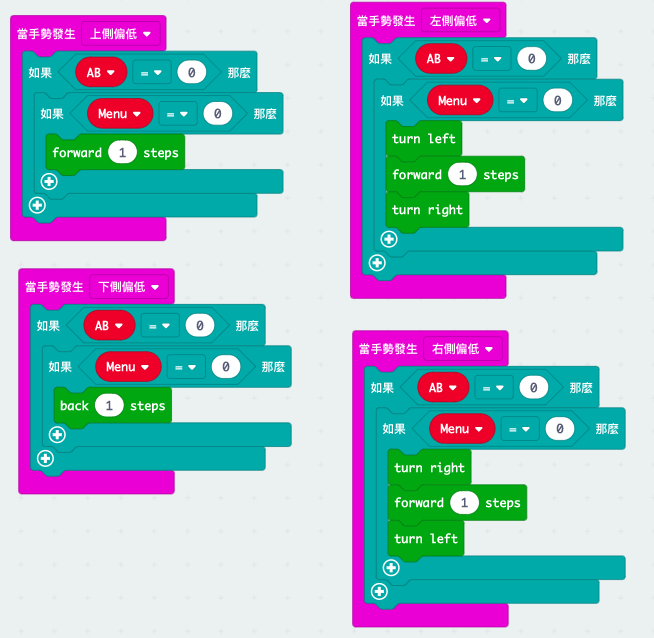 當手勢發生 上側偏低
如果 AB = 0 那麼
如果 Menu = 0 那麼
forward 1 steps
當手勢發生 下側偏低
如果 AB = 0 那麼
如果 Menu = 0 那麼
back 1 steps
當手勢發生 左側偏低
如果 AB = 0 那麼
如果 Menu = 0 那麼
turn left
forward 1 steps
turn right
當手勢發生 右側偏低
如果 AB = 0 那麼
如果 Menu = 0 那麼
turn right
forward 1 steps
turn left